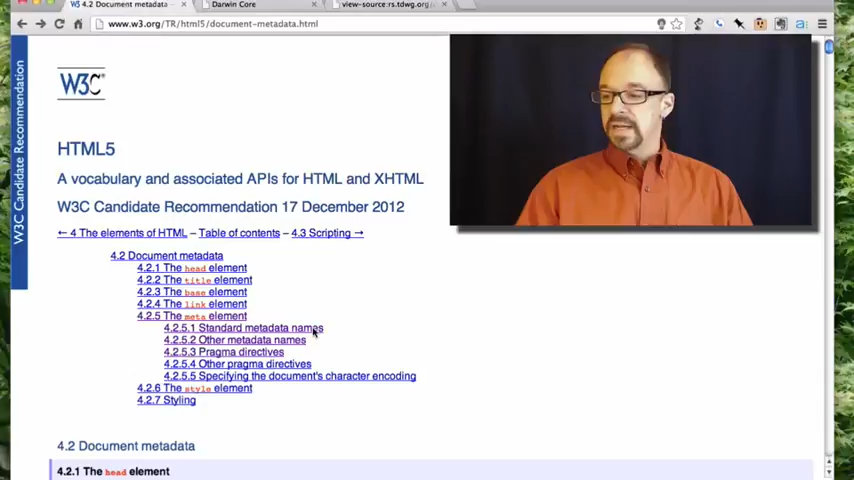 4.2 Document metadata
Darwin Core
view-source:rs.tdwg.org/
www.w3.org/TR/html5/document-metadata.html
W3C Candidate Recommendation
W3C
HTML5
A vocabulary and associated APIs for HTML and XHTML
W3C Candidate Recommendation 17 December 2012
← 4 The elements of HTML – Table of contents – 4.3 Scripting →
4.2 Document metadata
4.2.1 The head element
4.2.2 The title element
4.2.3 The base element
4.2.4 The link element
4.2.5 The meta element
4.2.5.1 Standard metadata names
4.2.5.2 Other metadata names
4.2.5.3 Pragma directives
4.2.5.4 Other pragma directives
4.2.5.5 Specifying the document's character encoding
4.2.6 The style element
4.2.7 Styling
4.2 Document metadata
4.2.1 The head element